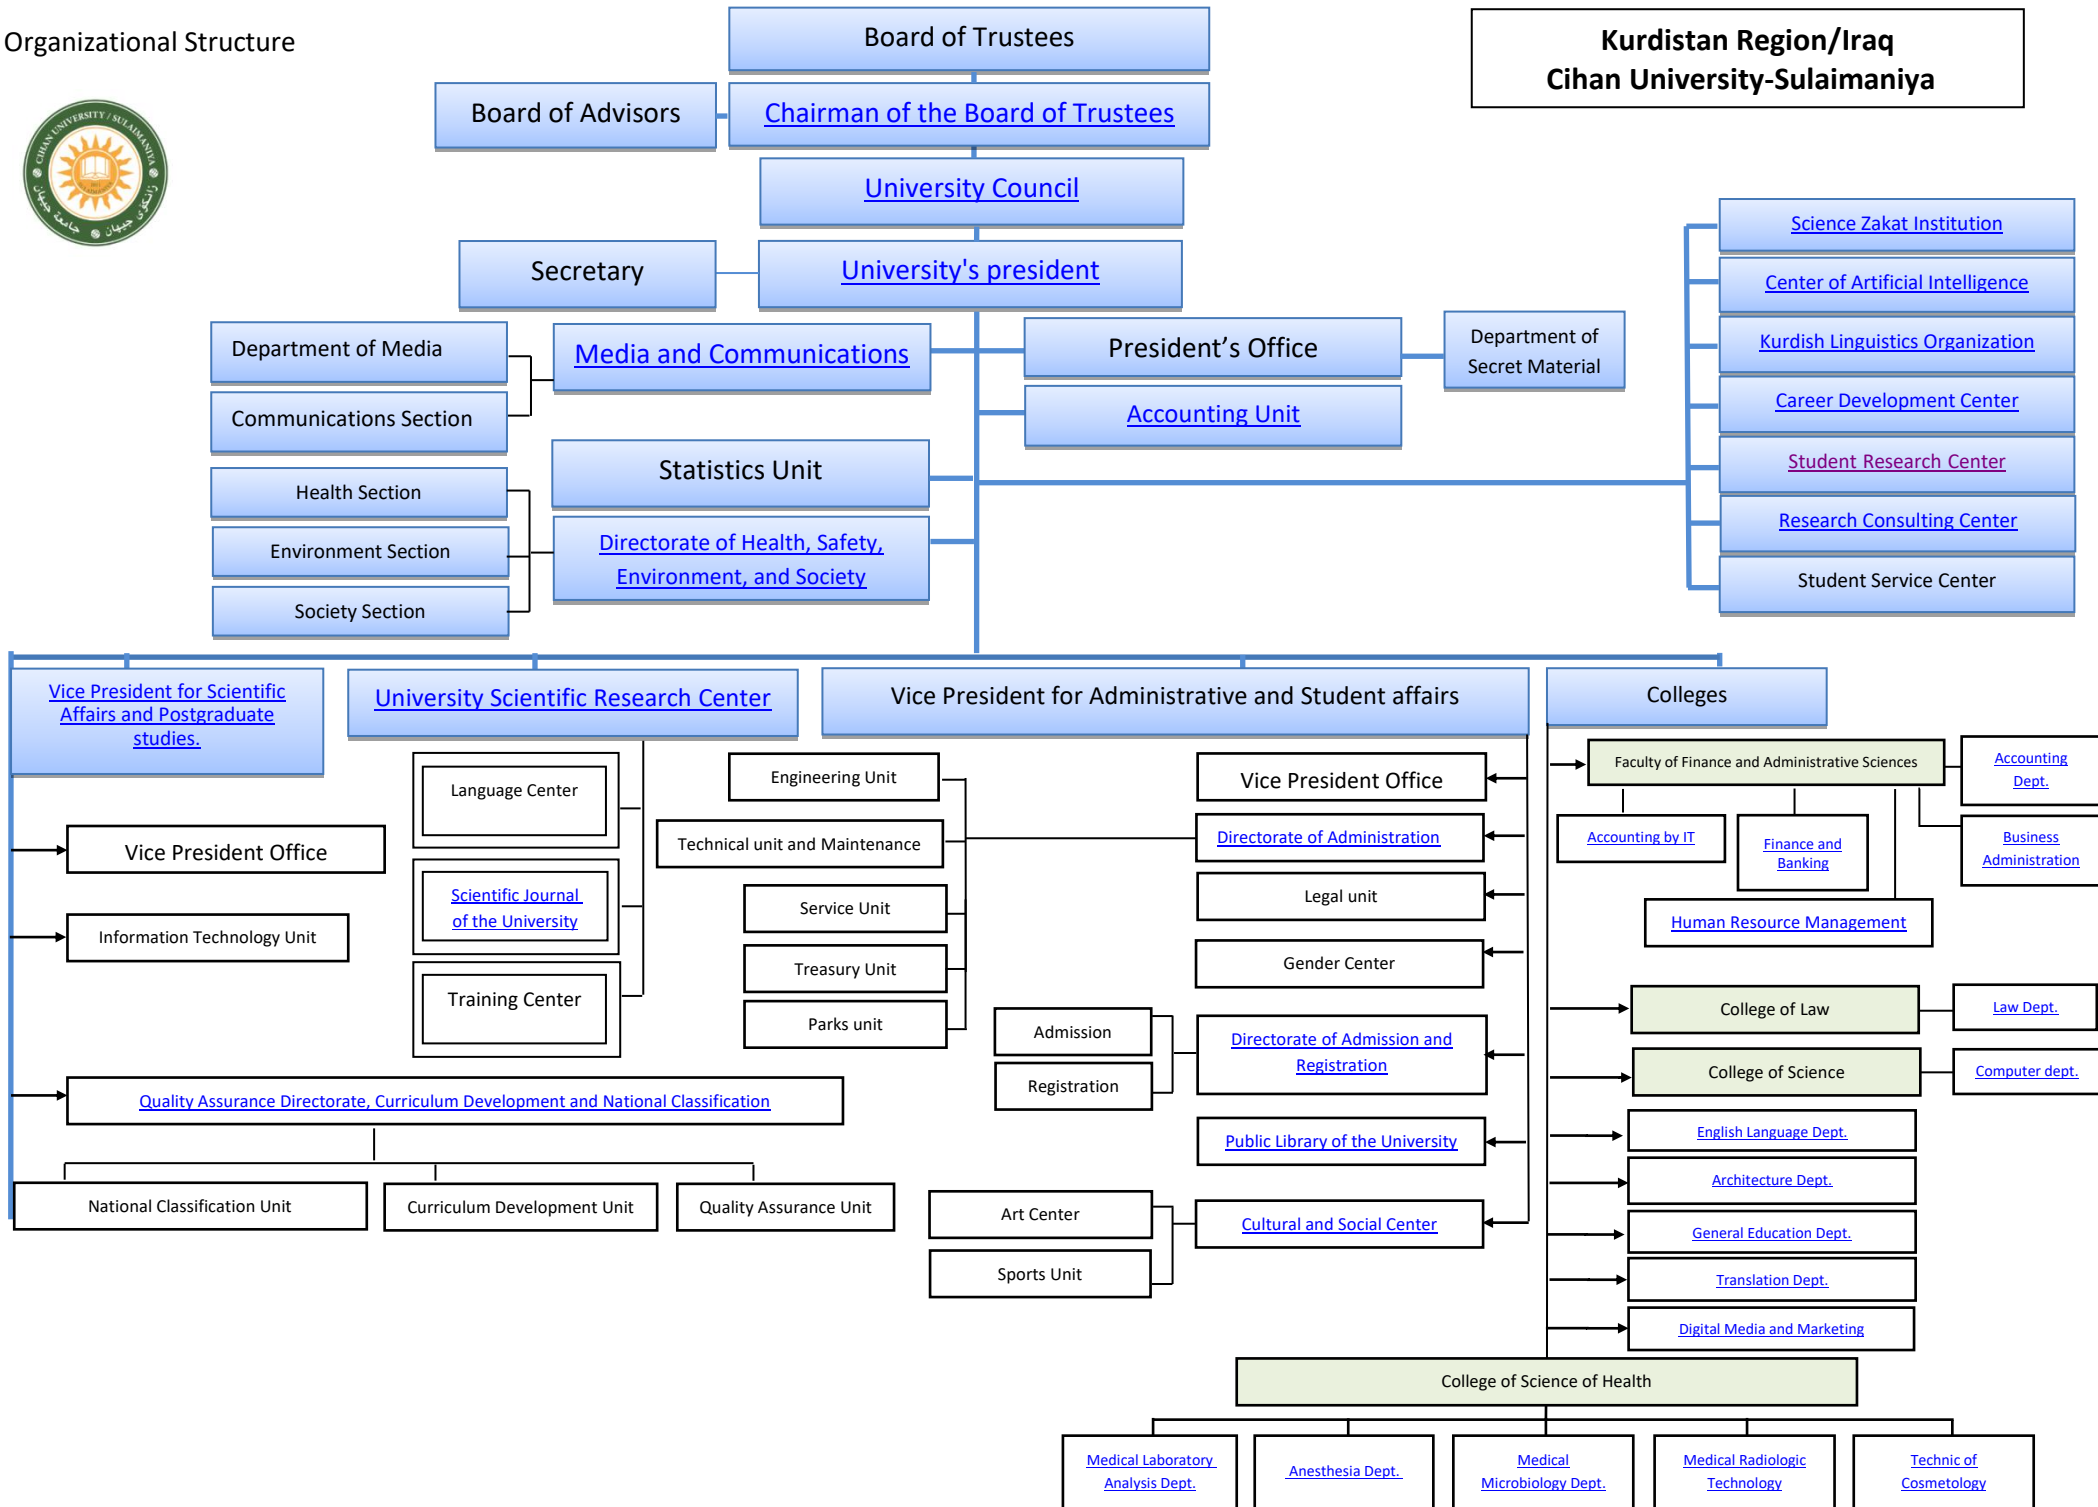 Organizational Structure
Board of Trustees
Kurdistan Region/Iraq
Cihan University-Sulaimaniya
Board of Advisors
Chairman of the Board of Trustees
CIHAN UNIVERSITY / SULAIMANIYA
زانكۆی جیهان
جامعة جيهان
University Council
Secretary
University's president
Science Zakat Institution
Center of Artificial Intelligence
Kurdish Linguistics Organization
Career Development Center
Student Research Center
Research Consulting Center
Student Service Center
Department of Media
Communications Section
Media and Communications
President’s Office
Department of
Secret Material
Accounting Unit
Statistics Unit
Health Section
Environment Section
Society Section
Directorate of Health, Safety,
Environment, and Society
Vice President for Scientific
Affairs and Postgraduate
studies.
University Scientific Research Center
Vice President for Administrative and Student affairs
Colleges
Vice President Office
Information Technology Unit
Quality Assurance Directorate, Curriculum Development and National Classification
National Classification Unit
Curriculum Development Unit
Quality Assurance Unit
Language Center
Scientific Journal
of the University
Training Center
Engineering Unit
Technical unit and Maintenance
Service Unit
Treasury Unit
Parks unit
Vice President Office
Directorate of Administration
Legal unit
Gender Center
Admission
Registration
Directorate of Admission and
Registration
Public Library of the University
Art Center
Sports Unit
Cultural and Social Center
Faculty of Finance and Administrative Sciences
Accounting
Dept.
Accounting by IT
Finance and
Banking
Business
Administration
Human Resource Management
College of Law
Law Dept.
College of Science
Computer dept.
English Language Dept.
Architecture Dept.
General Education Dept.
Translation Dept.
Digital Media and Marketing
College of Science of Health
Medical Laboratory
Analysis Dept.
Anesthesia Dept.
Medical
Microbiology Dept.
Medical Radiologic
Technology
Technic of
Cosmetology